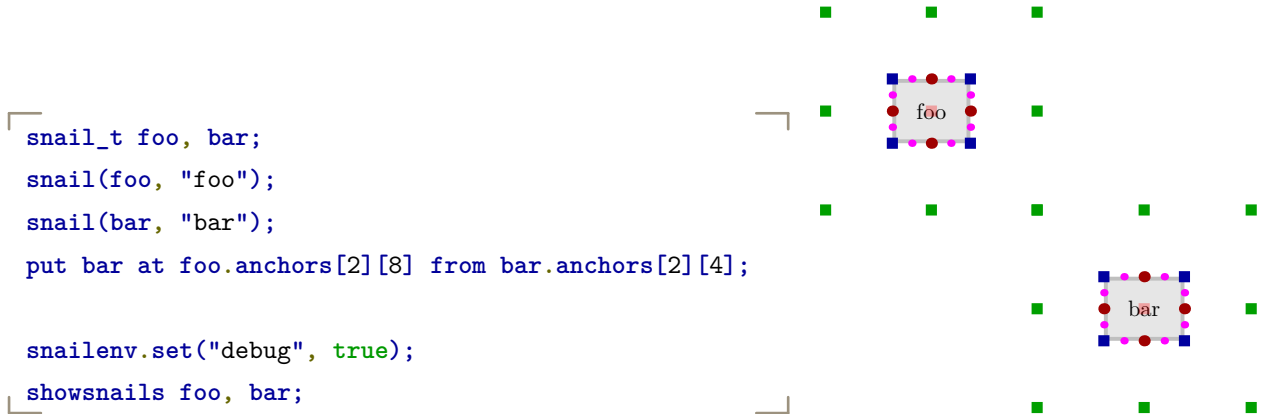 foo
snail_t foo, bar;
snail(foo, "foo");
snail(bar, "bar");
put bar at foo.anchors[2][8] from bar.anchors[2][4];
snailenv.set("debug", true);
showsnails foo, bar;
bar